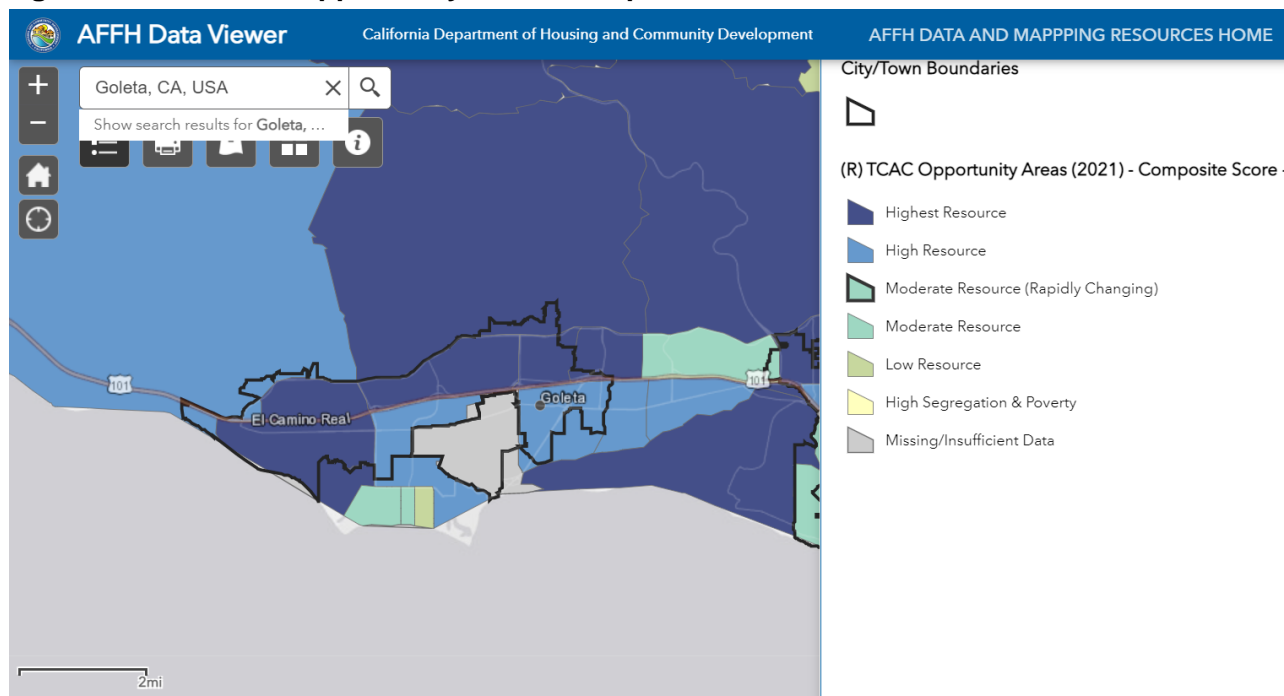 AFFH Data Viewer
California Department of Housing and Community Development
AFFH DATA AND MAPPPING RESOURCES HOME
+
Goleta, CA, USA
−
Show search results for Goleta, ...
City/Town Boundaries
(R) TCAC Opportunity Areas (2021) - Composite Score -
Highest Resource
High Resource
Moderate Resource (Rapidly Changing)
Moderate Resource
Low Resource
High Segregation & Poverty
Missing/Insufficient Data
101
El Camino Real
Goleta
101
2mi